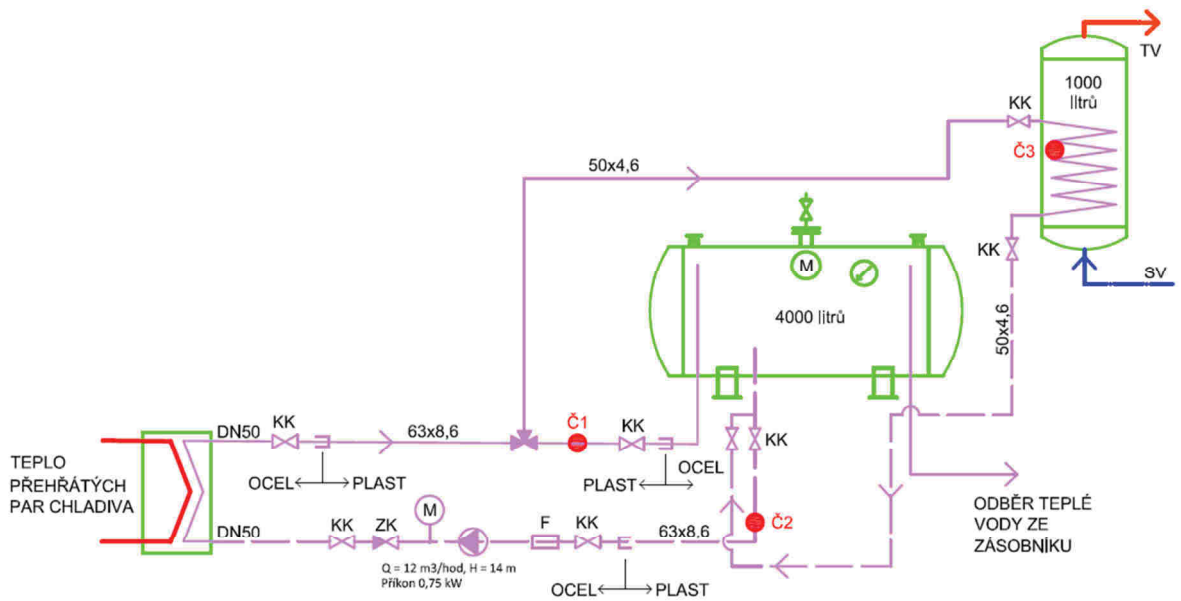 TV
1000
litrů
KK
Č3
50x4,6
KK
M
SV
4000 litrů
50x4,6
DN50
KK
63x8,6
Č1
KK
KK
OCEL
TEPLO
PŘEHŘÁTÝCH
PAR CHLADIVA
OCEL
PLAST
PLAST
ODBĚR TEPLÉ
VODY ZE
ZÁSOBNÍKU
DN50
KK
ZK
M
F
KK
63x8,6
Č2
Q = 12 m3/hod, H = 14 m
Příkon 0,75 kW
OCEL
PLAST